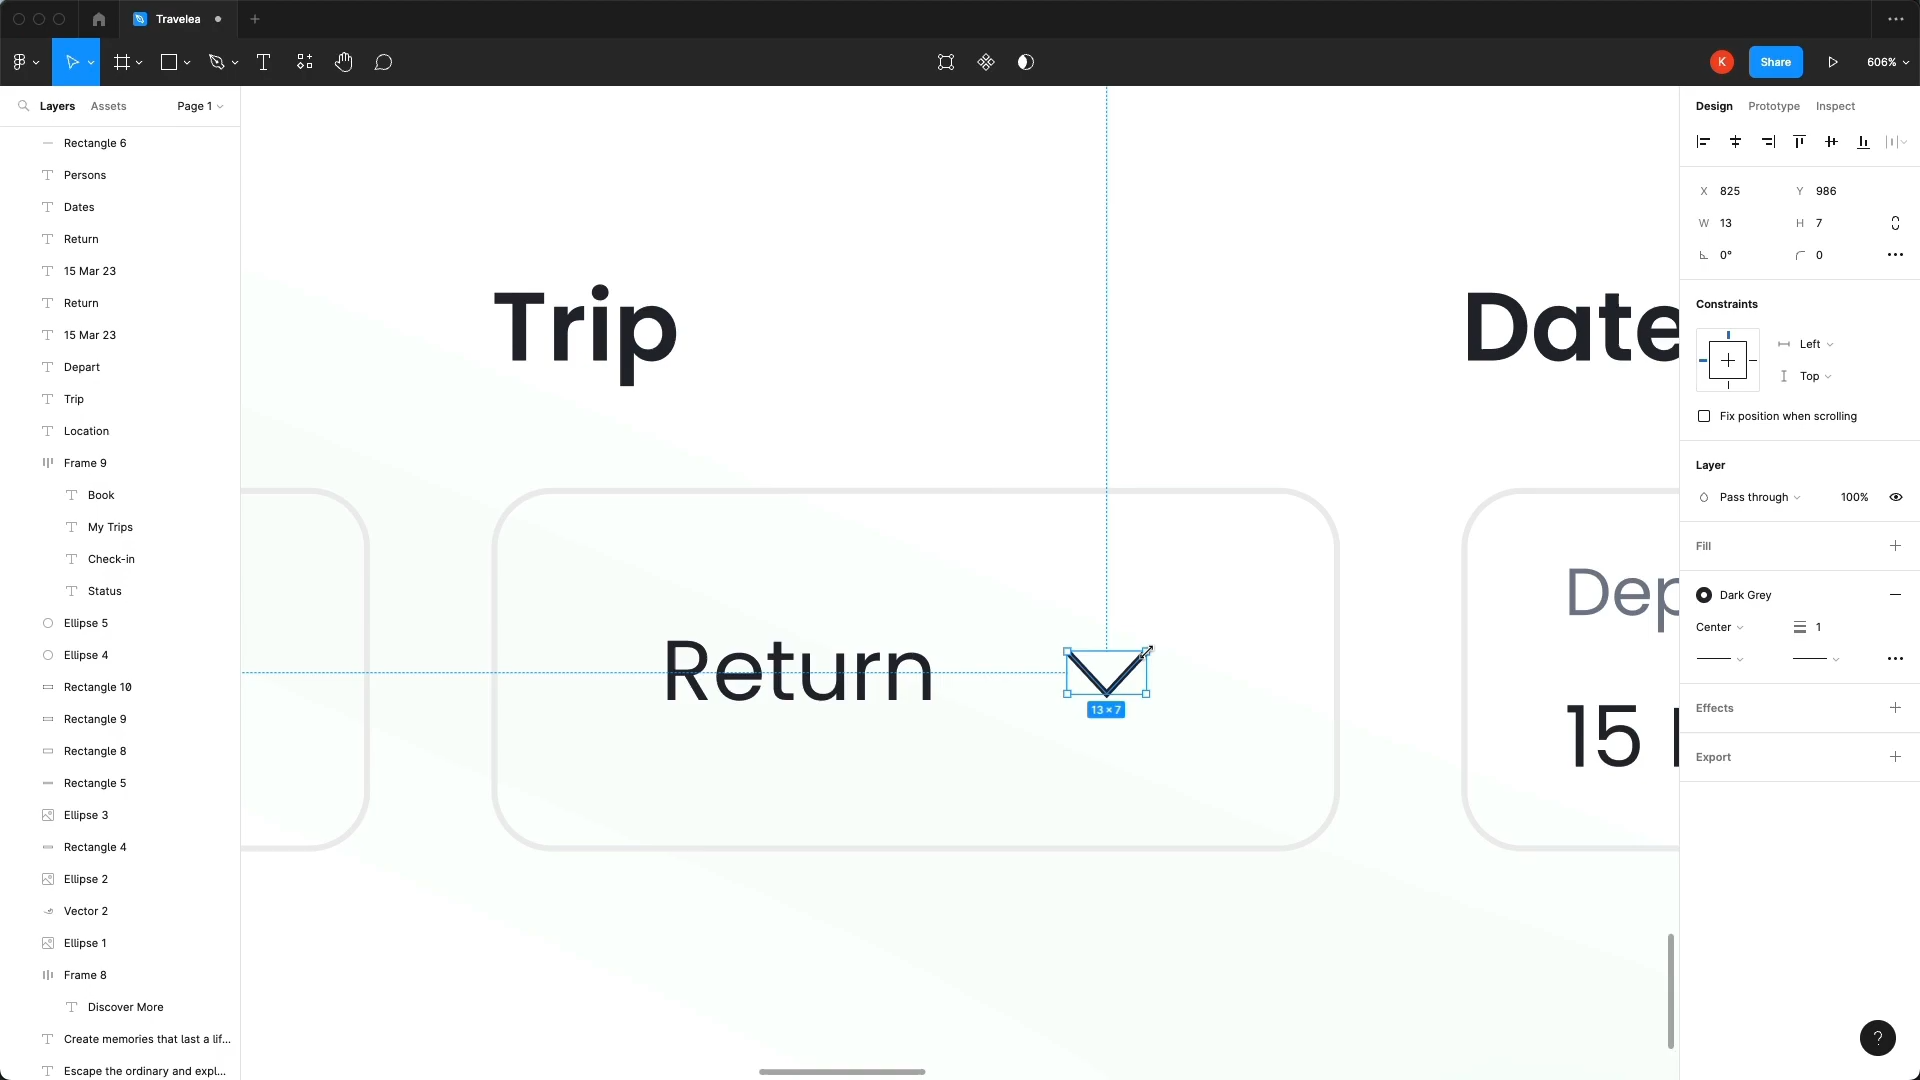 Travelea
K
Share
606%
Layers
Assets
Page 1
Rectangle 6
Persons
Dates
Return
15 Mar 23
Return
15 Mar 23
Depart
Trip
Location
Frame 9
Book
My Trips
Check-in
Status
Ellipse 5
Ellipse 4
Rectangle 10
Rectangle 9
Rectangle 8
Rectangle 5
Ellipse 3
Rectangle 4
Ellipse 2
Vector 2
Ellipse 1
Frame 8
Discover More
Create memories that last a lif...
Escape the ordinary and expl...
Trip
Date
Return
13 × 7
Dep
15
Design
Prototype
Inspect
X 825
Y 986
W 13
H 7
0°
0
Constraints
Left
Top
Fix position when scrolling
Layer
Pass through
100%
Fill
Dark Grey
Center
1
Effects
Export
?